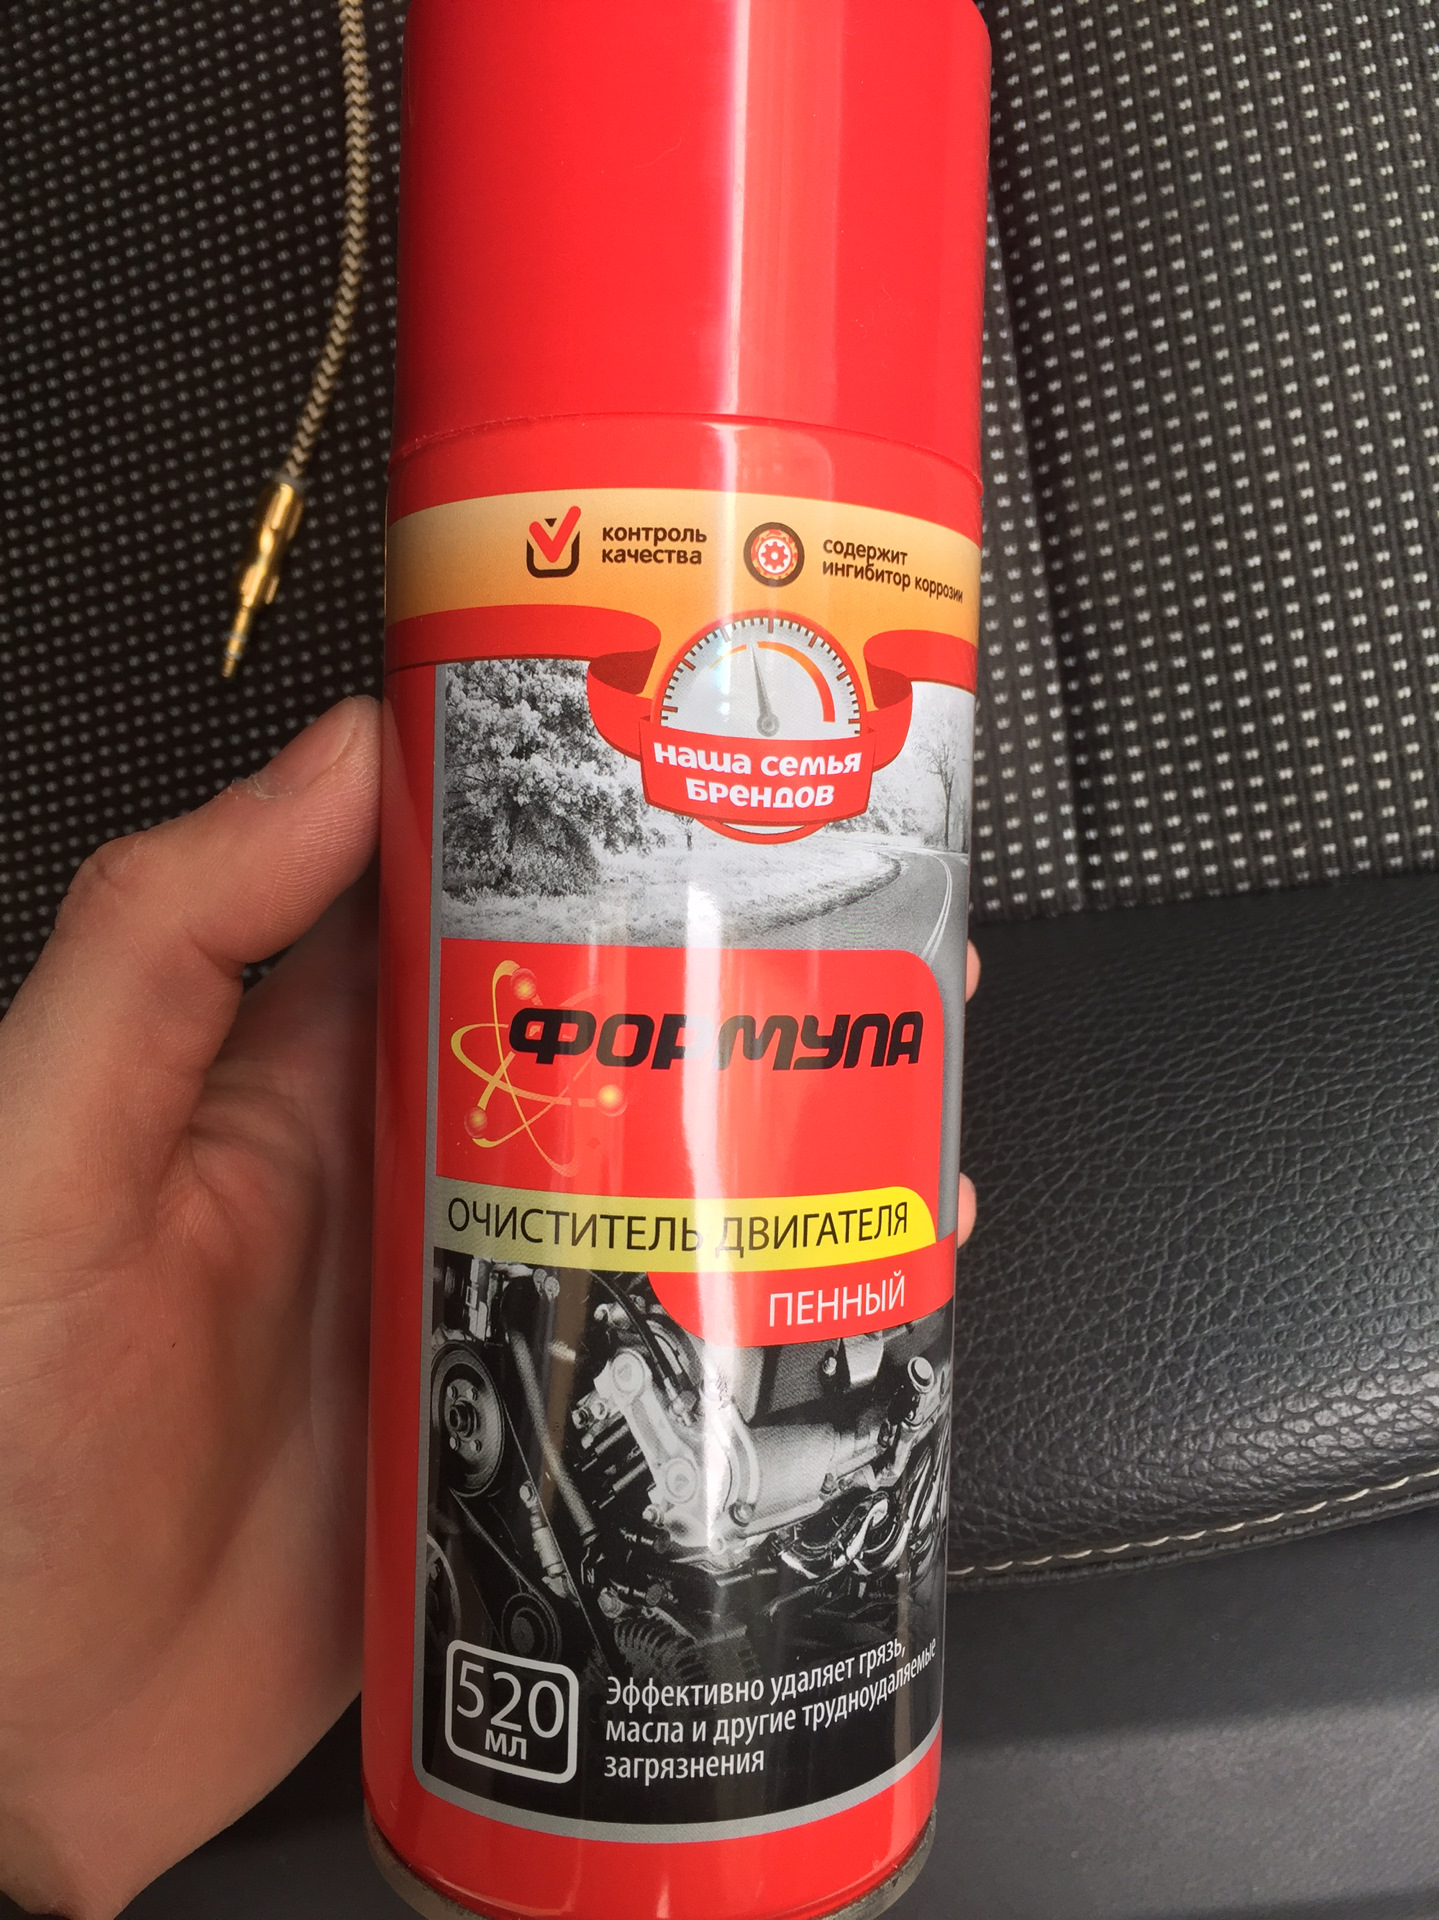 контроль
качества
содержит
ингибитор коррозии
наша семья
брендов
ФОРМУЛА
ОЧИСТИТЕЛЬ ДВИГАТЕЛЯ
ПЕННЫЙ
520
мл
Эффективно удаляет грязь,
масла и другие трудноудаляемые
загрязнения